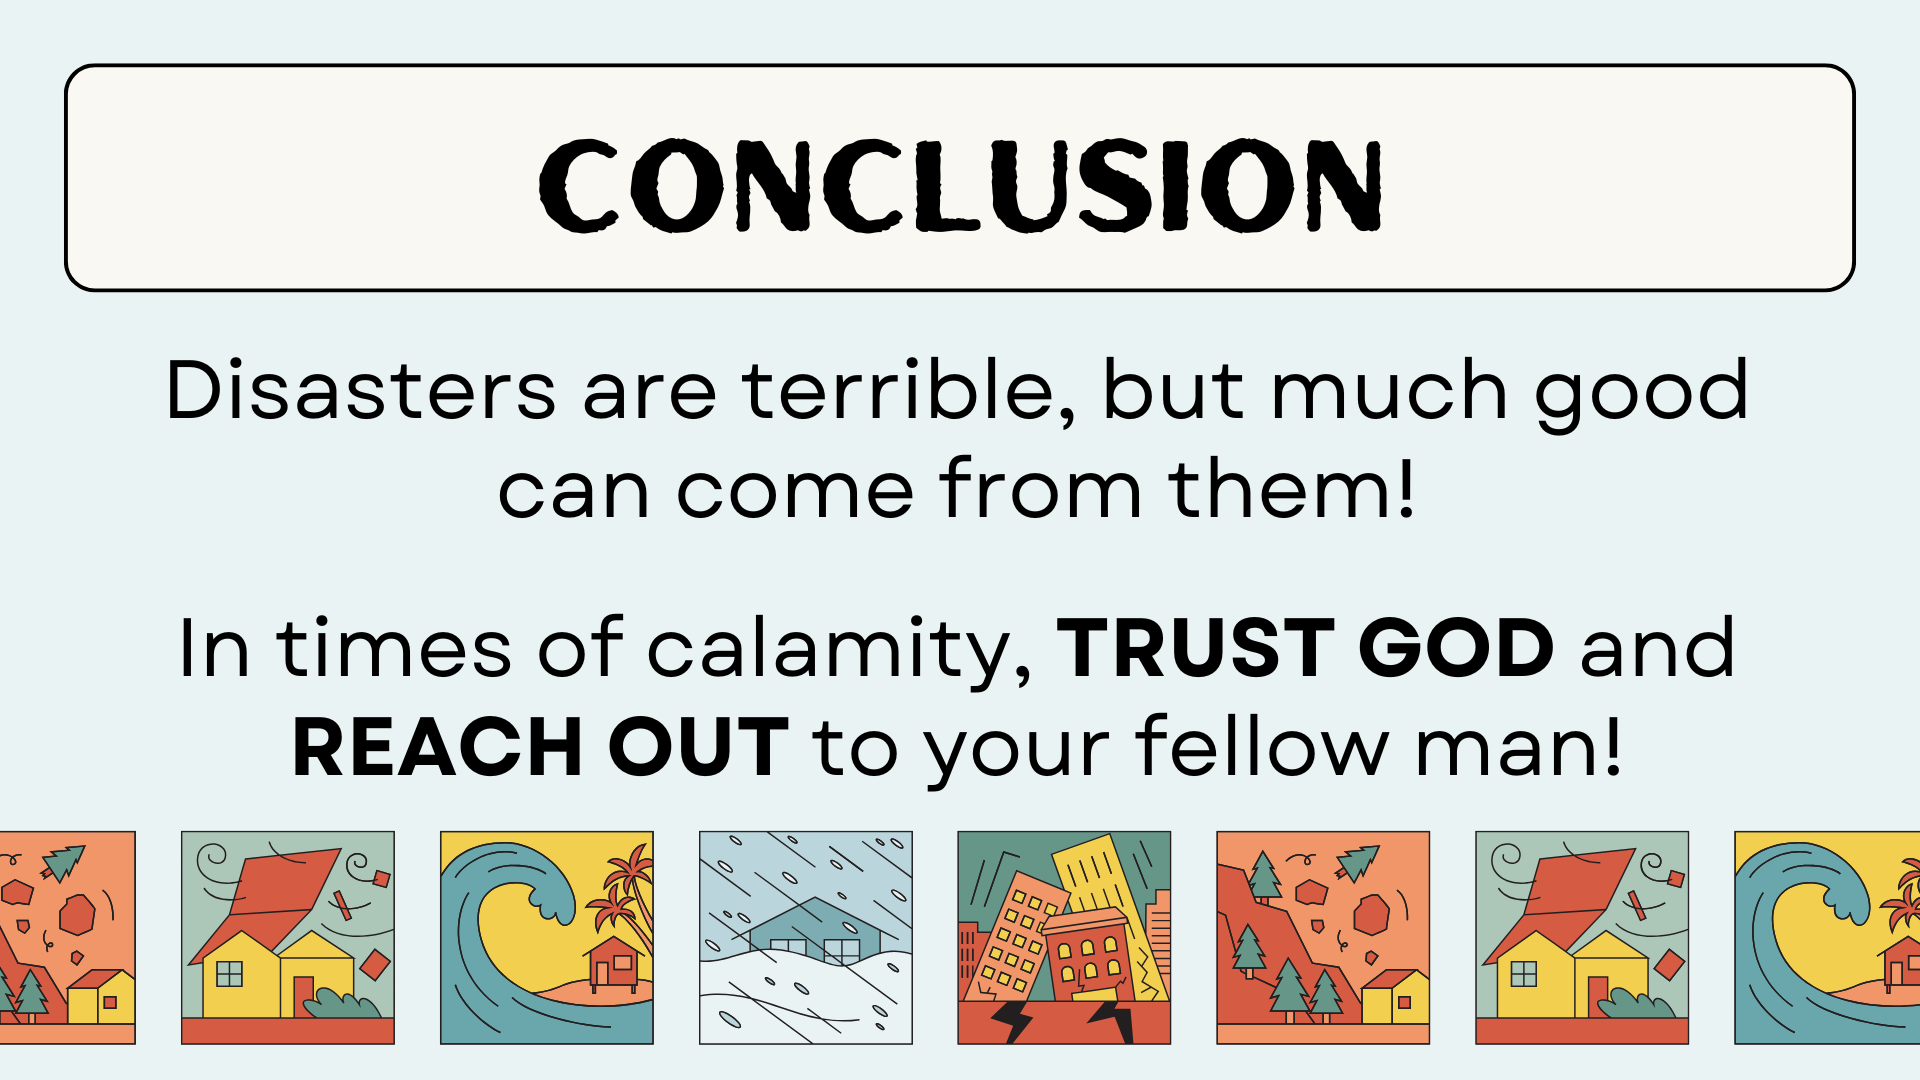 CONCLUSION
Disasters are terrible, but much good
can come from them!
In times of calamity, TRUST GOD and
REACH OUT to your fellow man!